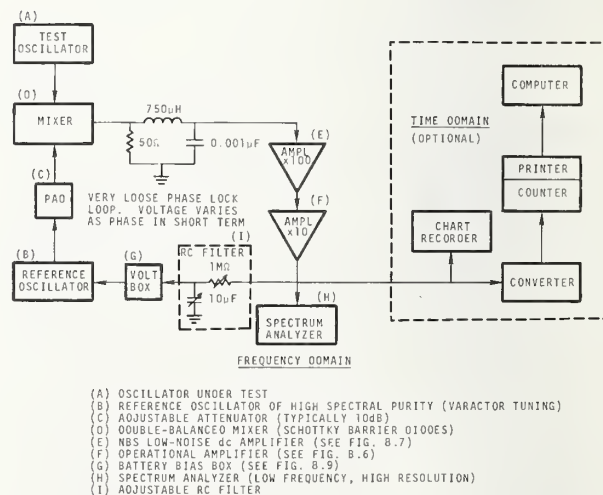 (A)
TEST
OSCILLATOR
(D)
MIXER
750μH
50Ω
0.001μF
(E)
AMPL
x100
(F)
AMPL
x10
(C)
PAD
VERY LOOSE PHASE LOCK
LOOP. VOLTAGE VARIES
AS PHASE IN SHORT TERM
(I)
(B)
REFERENCE
OSCILLATOR
(G)
VOLT
BOX
RC FILTER
1MΩ
10μF
(H)
SPECTRUM
ANALYZER
FREQUENCY DOMAIN
TIME DOMAIN
(OPTIONAL)
COMPUTER
PRINTER
COUNTER
CHART
RECORDER
CONVERTER
(A) OSCILLATOR UNDER TEST
(B) REFERENCE OSCILLATOR OF HIGH SPECTRAL PURITY (VARACTOR TUNING)
(C) ADJUSTABLE ATTENUATOR (TYPICALLY 10dB)
(D) DOUBLE-BALANCED MIXER (SCHOTTKY BARRIER DIODES)
(E) NBS LOW-NOISE dc AMPLIFIER (SEE FIG. 8.7)
(F) OPERATIONAL AMPLIFIER (SEE FIG. 8.6)
(G) BATTERY BIAS BOX (SEE FIG. 8.9)
(H) SPECTRUM ANALYZER (LOW FREQUENCY, HIGH RESOLUTION)
(I) ADJUSTABLE RC FILTER